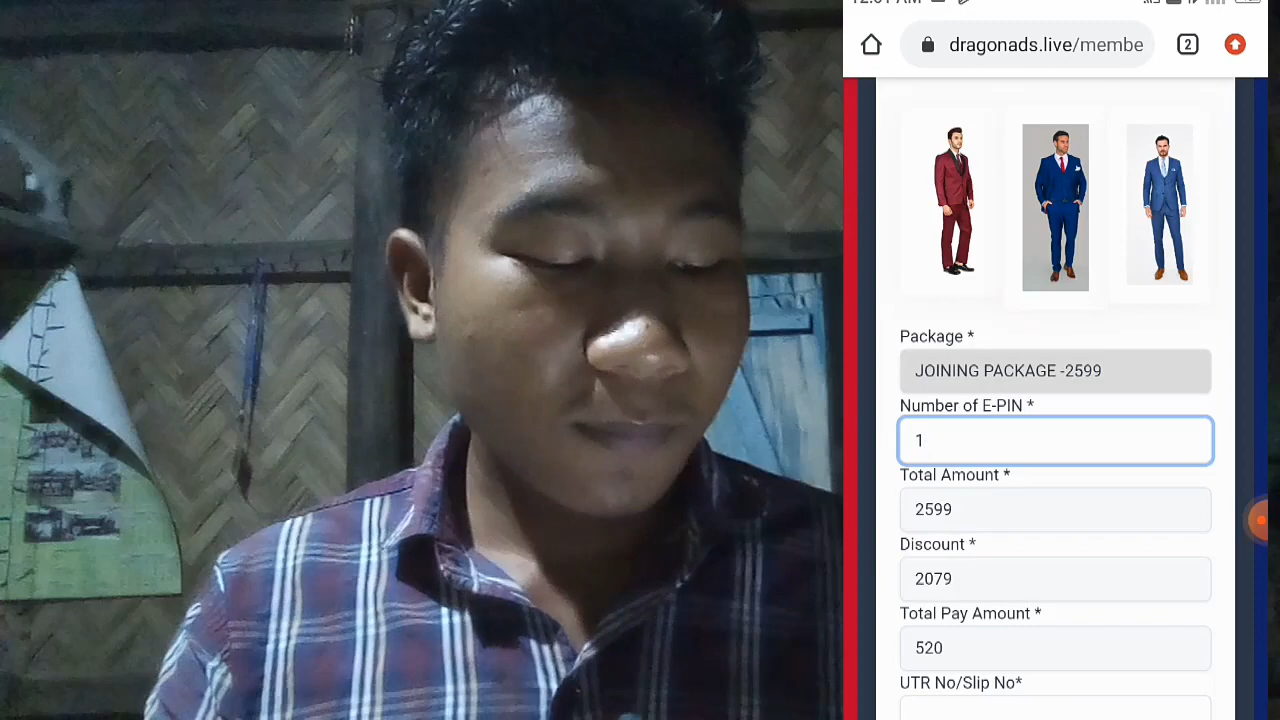 dragonads.live/membe
2
Package *
JOINING PACKAGE -2599
Number of E-PIN *
1
Total Amount *
2599
Discount *
2079
Total Pay Amount *
520
UTR No/Slip No*